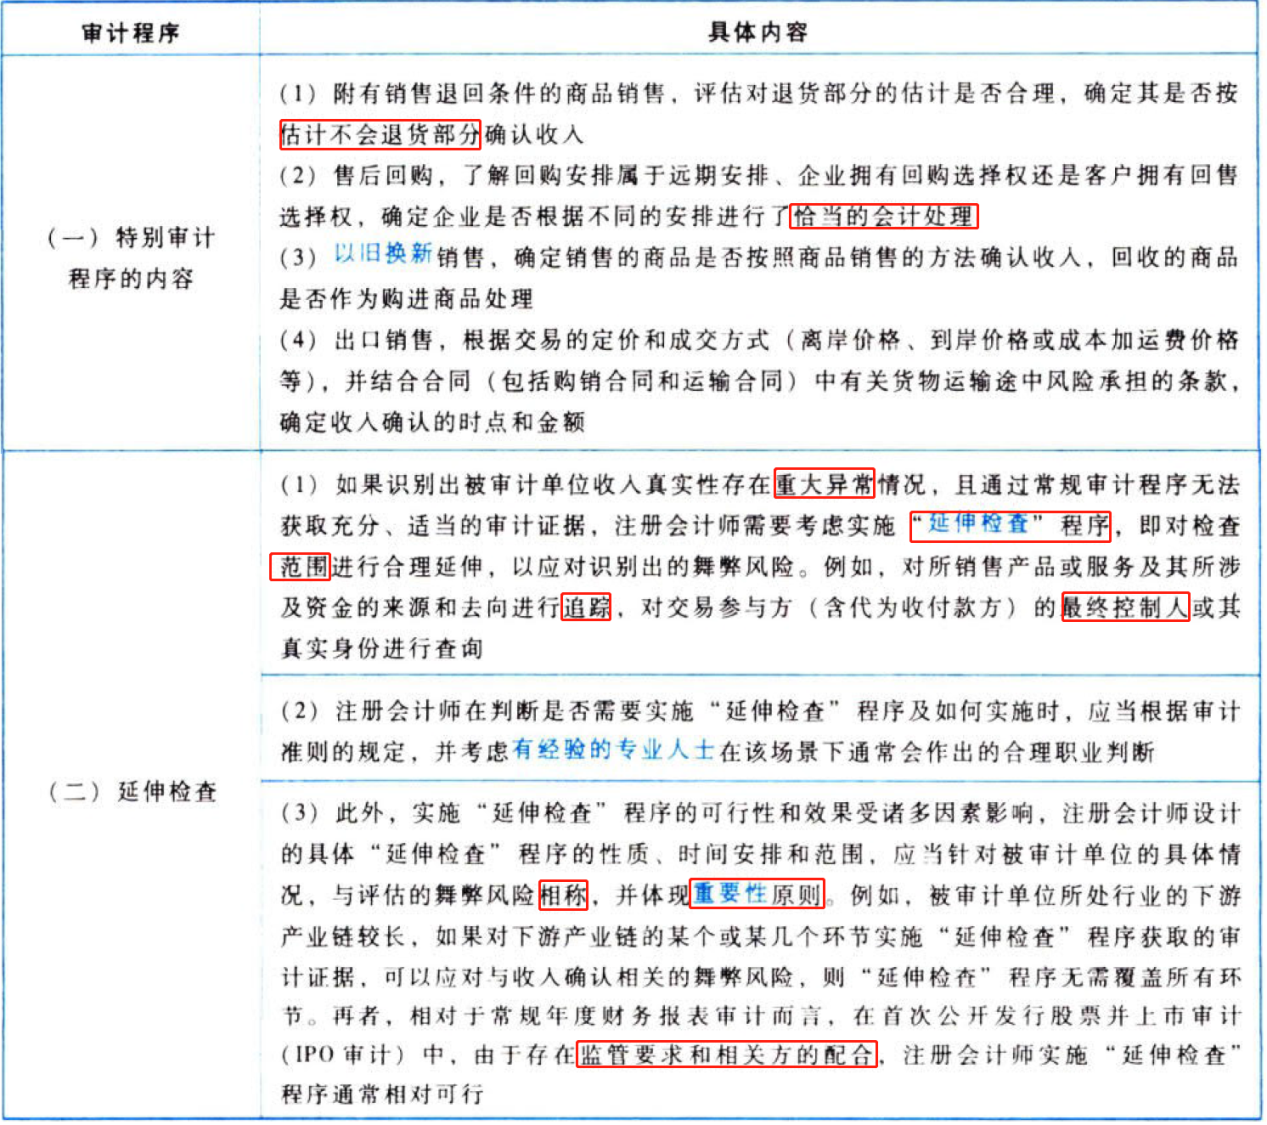 审计程序
具体内容
(一)特别审计
程序的内容
(1)附有销售退回条件的商品销售，评估对退货部分的估计是否合理，确定其是否按
估计不会退货部分确认收入
(2)售后回购，了解回购安排属于远期安排、企业拥有回购选择权还是客户拥有回售
选择权，确定企业是否根据不同的安排进行了恰当的会计处理
(3)以旧换新销售，确定销售的商品是否按照商品销售的方法确认收入，回收的商品
是否作为购进商品处理
(4)出口销售，根据交易的定价和成交方式（离岸价格、到岸价格或成本加运费价格
等），并结合合同（包括购销合同和运输合同）中有关货物运输途中风险承担的条款，
确定收入确认的时点和金额
(二)延伸检查
(1)如果识别出被审计单位收入真实性存在重大异常情况，且通过常规审计程序无法
获取充分、适当的审计证据，注册会计师需要考虑实施“延伸检查”程序，即对检查
范围进行合理延伸，以应对识别出的舞弊风险。例如，对所销售产品或服务及其所涉
及资金的来源和去向进行追踪，对交易参与方（含代为收付款方）的最终控制人或其
真实身份进行查询
(2)注册会计师在判断是否需要实施“延伸检查”程序及如何实施时，应当根据审计
准则的规定，并考虑有经验的专业人士在该场景下通常会作出的合理职业判断
(3)此外，实施“延伸检查”程序的可行性和效果受诸多因素影响，注册会计师设计
的具体“延伸检查”程序的性质、时间安排和范围，应当针对被审计单位的具体情
况，与评估的舞弊风险相称，并体现重要性原则。例如，被审计单位所处行业的下游
产业链较长，如果对下游产业链的某个或某几个环节实施“延伸检查”程序获取的审
计证据，可以应对与收入确认相关的舞弊风险，则“延伸检查”程序无需覆盖所有环
节。再者，相对于常规年度财务报表审计而言，在首次公开发行股票并上市审计
(IPO审计）中，由于存在监管要求和相关方的配合，注册会计师实施“延伸检查”
程序通常相对可行